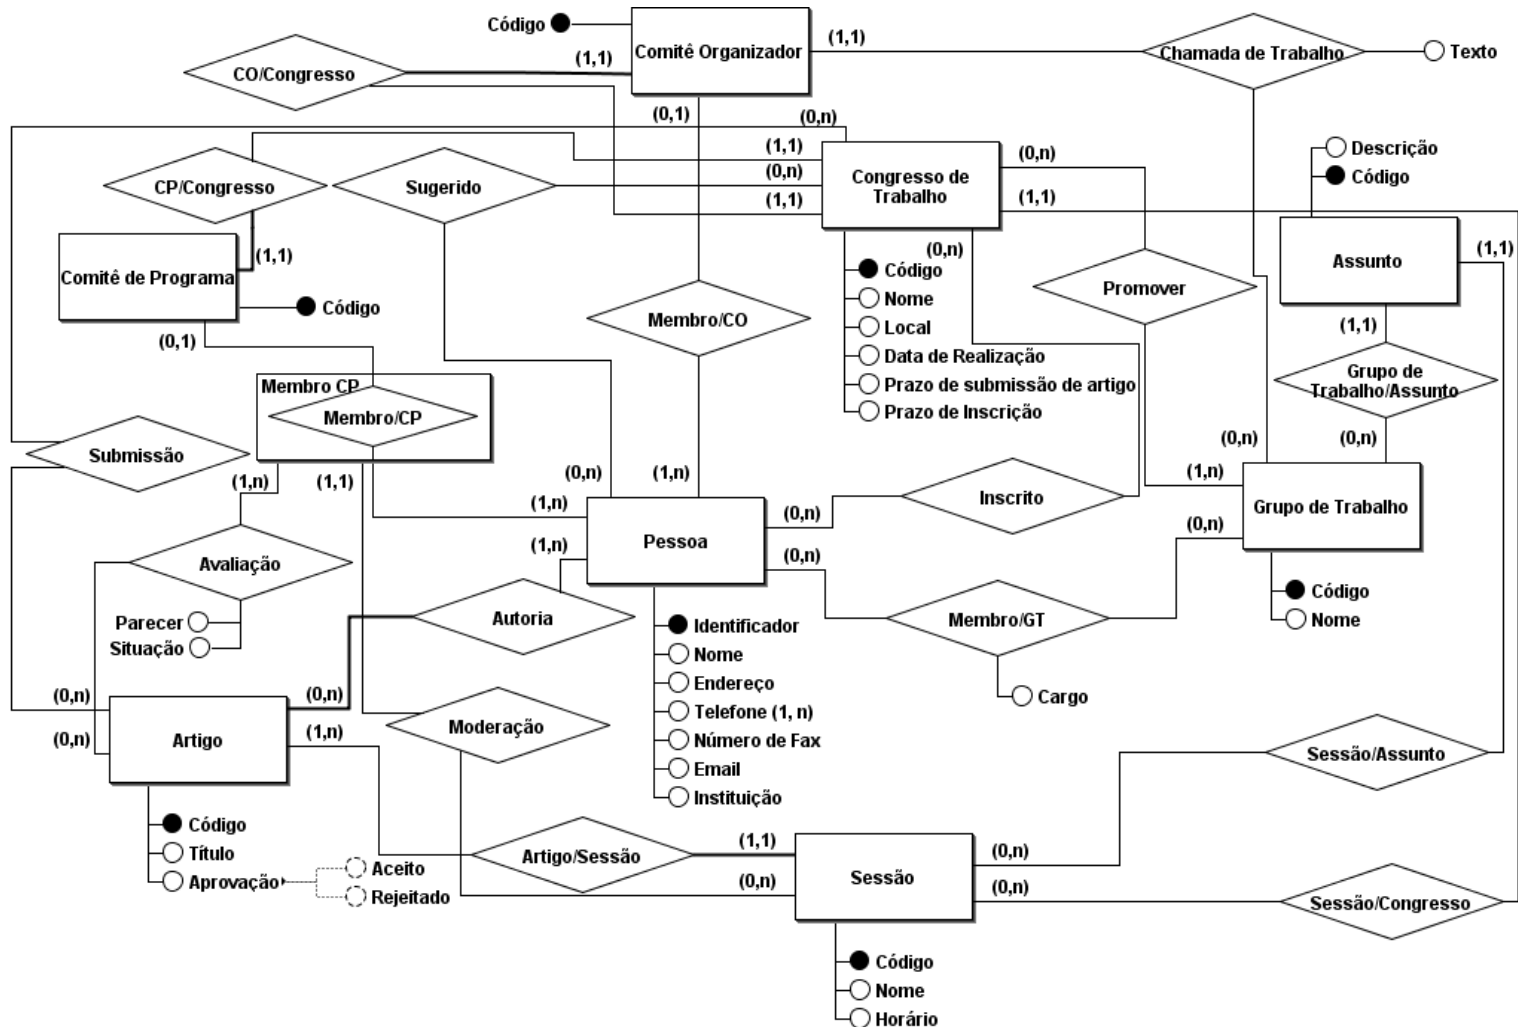 Código
Comitê Organizador
(1,1)
Chamada de Trabalho
Texto
CO/Congresso
(1,1)
(0,1)
(0,n)
(1,1)
(0,n)
(1,1)
CP/Congresso
Sugerido
Congresso de
Trabalho
(0,n)
(1,1)
(0,n)
Descrição
Código
Assunto
(1,1)
(1,1)
Comitê de Programa
(1,1)
Código
(0,1)
Membro/CO
Código
Nome
Local
Data de Realização
Prazo de submissão de artigo
Prazo de Inscrição
Promover
Grupo de
Trabalho/Assunto
Membro CP
Membro/CP
Submissão
(1,n)
(1,1)
(0,n)
(1,n)
(1,n)
(1,n)
Pessoa
(0,n)
(0,n)
Inscrito
(0,n)
(0,n)
(1,n)
(0,n)
Grupo de Trabalho
Código
Nome
Avaliação
Parecer
Situação
Autoria
Membro/GT
Cargo
Identificador
Nome
Endereço
Telefone (1, n)
Número de Fax
Email
Instituição
(0,n)
(0,n)
(0,n)
(1,n)
Artigo
Moderação
Sessão/Assunto
Código
Título
Aprovação
Aceito
Rejeitado
Artigo/Sessão
(1,1)
(0,n)
Sessão
(0,n)
(0,n)
Sessão/Congresso
Código
Nome
Horário